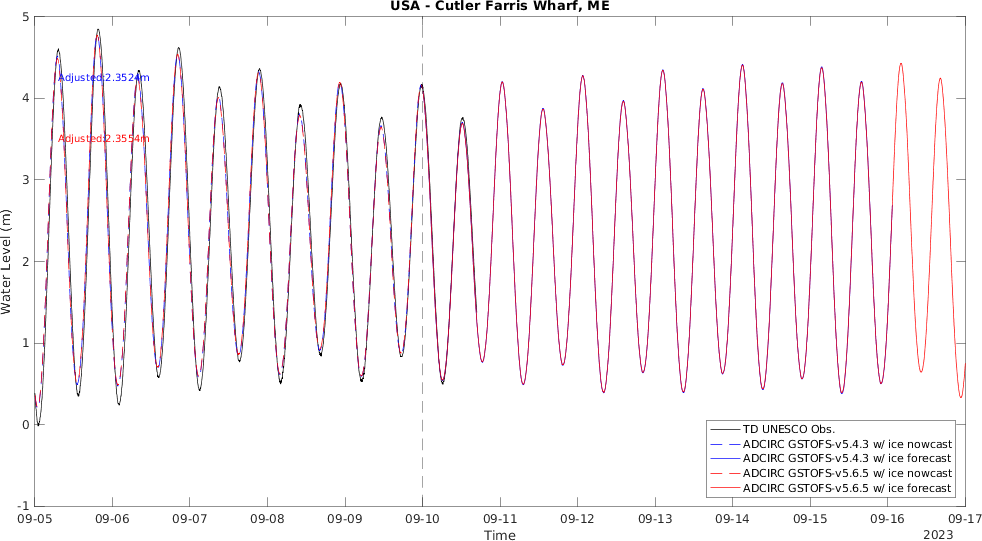 USA - Cutler Farris Wharf, ME
5
4
3
2
1
0
-1
Water Level (m)
Adjusted:2.3524m
Adjusted:2.3554m
TD UNESCO Obs.
ADCIRC GSTOFS-v5.4.3 w/ ice nowcast
ADCIRC GSTOFS-v5.4.3 w/ ice forecast
ADCIRC GSTOFS-v5.6.5 w/ ice nowcast
ADCIRC GSTOFS-v5.6.5 w/ ice forecast
09-05 09-06 09-07 09-08 09-09 09-10 09-11 09-12 09-13 09-14 09-15 09-16 09-17
Time
2023